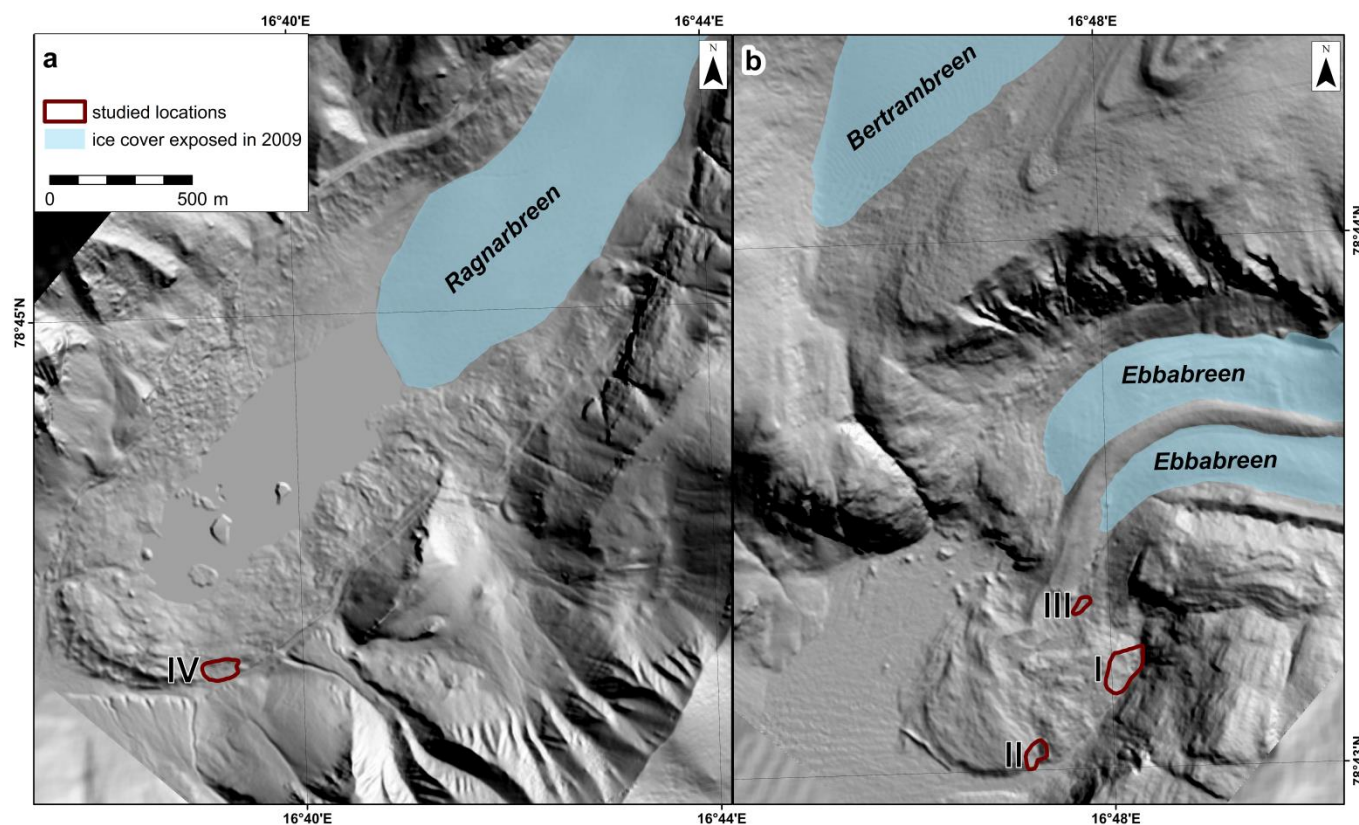 16°40'E
16°44'E
16°48'E
a
N
studied locations
ice cover exposed in 2009
0 500 m
Ragnarbreen
78°45'N
IV
16°40'E
16°44'E
b
N
Bertrambreen
78°44'N
Ebbabreen
Ebbabreen
III
I
II
78°43'N
16°48'E